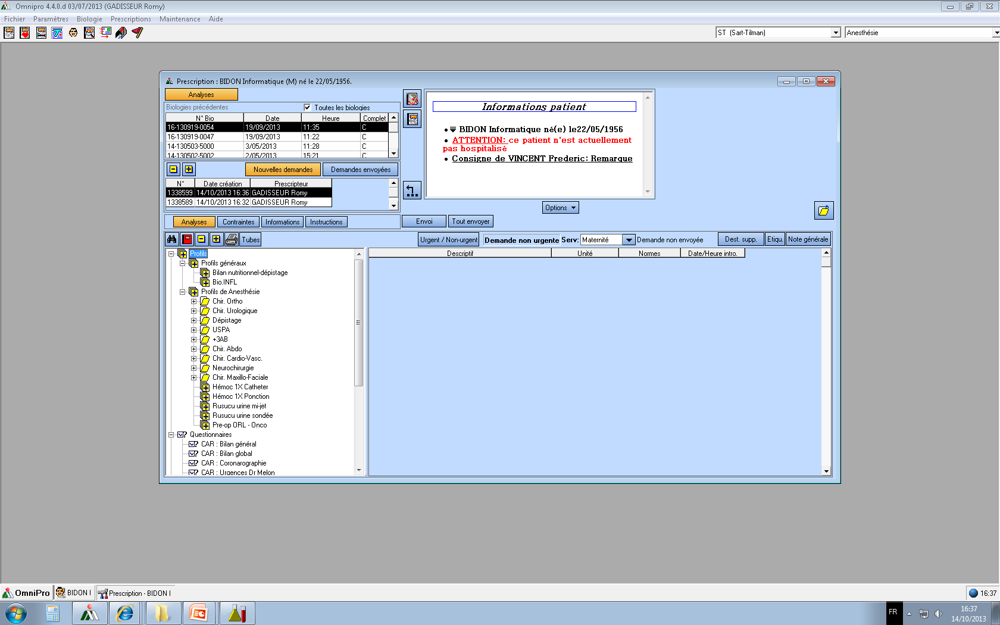 Omnipro 4.4.0.d 03/07/2013 (GADISSEUR Romy)
Fichier Paramètres Biologie Prescriptions Maintenance Aide
ST (Sart-Tilman) Anesthésie
Prescription : BIDON Informatique (M) né le 22/05/1956.
Analyses
Biologies précédentes Toutes les biologies
N° Bio Date Heure Complet
16-130919-0054 19/09/2013 11:35 C
16-130919-0047 19/09/2013 11:22 C
14-130503-5000 3/05/2013 11:28 C
14-130502-5002 2/05/2013 15:21 C
Nouvelles demandes Demandes envoyées
N° Date création Prescripteur
1338599 14/10/2013 16:36 GADISSEUR Romy
1338589 14/10/2013 16:32 GADISSEUR Romy
Informations patient
BIDON Informatique né(e) le22/05/1956
ATTENTION: ce patient n'est actuellement
pas hospitalisé
Consigne de VINCENT Frederic: Remarque
Options
Analyses Contraintes Informations Instructions Envoi Tout envoyer
Tubes Urgent / Non-urgent Demande non urgente Serv: Maternité Demande non envoyée Dest. supp. Etiqu. Note générale
Descriptif Unité Normes Date/Heure intro.
Profils
Profils généraux
Bilan nutritionnel-dépistage
Bio.INFL
Profils de Anesthésie
Chir. Ortho
Chir. Urologique
Dépistage
USPA
+3AB
Chir. Abdo
Chir. Cardio-Vasc.
Neurochirurgie
Chir. Maxillo-Faciale
Hémoc 1X Catheter
Hémoc 1X Ponction
Rusucu urine mi-jet
Rusucu urine sondée
Pre-op ORL - Onco
Questionnaires
CAR : Bilan général
CAR : Bilan global
CAR : Coronarographie
CAR : Urgences Dr Melon
OmniPro BIDON I Prescription - BIDON I 16:37
FR 16:37
14/10/2013